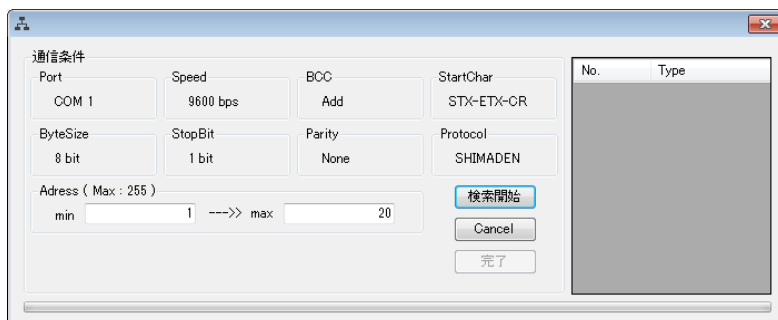 通信条件
Port Speed BCC StartChar
COM 1 9600 bps Add STX-ETX-CR
ByteSize StopBit Parity Protocol
8 bit 1 bit None SHIMADEN
Adress ( Max : 255 )
min 1 --->> max 20
検索開始
Cancel
完了
No. Type